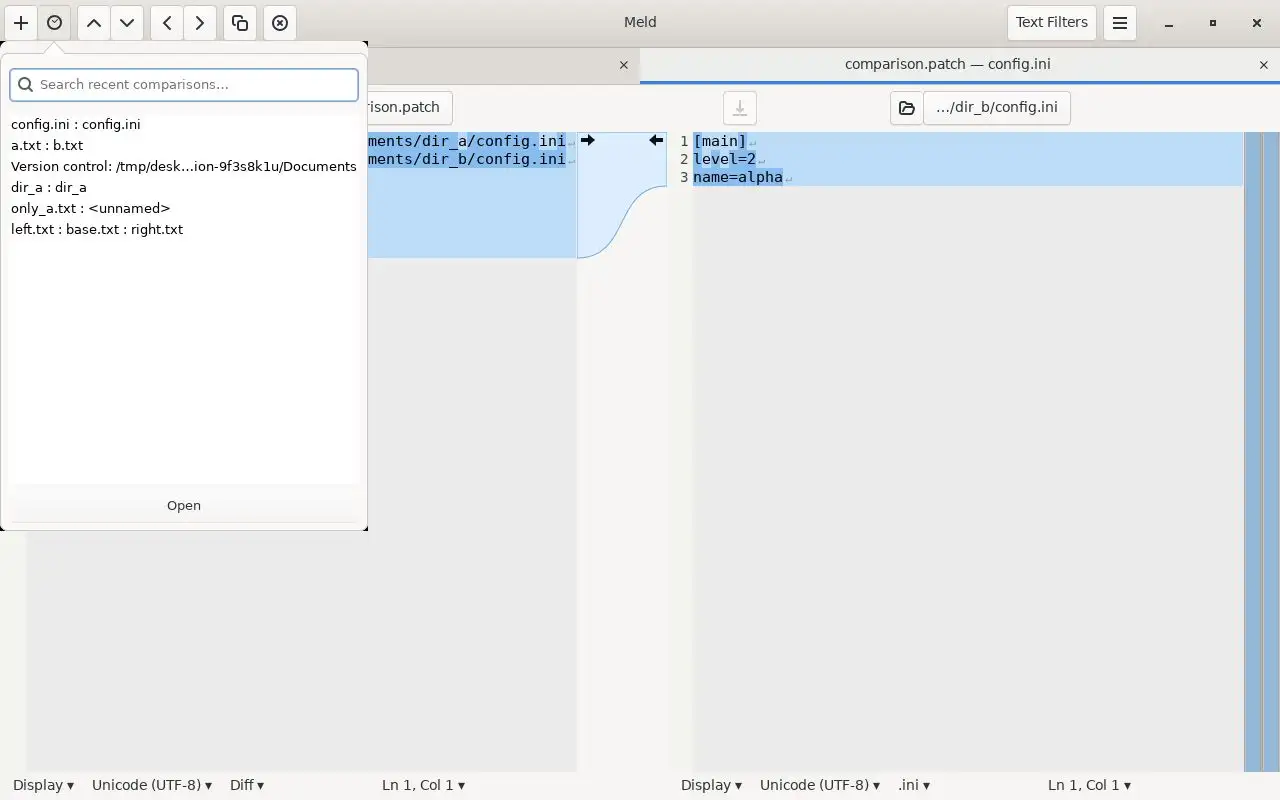 Meld
Text Filters
comparison.patch — config.ini
Search recent comparisons...
config.ini : config.ini
a.txt : b.txt
Version control: /tmp/desk...ion-9f3s8k1u/Documents
dir_a : dir_a
only_a.txt : <unnamed>
left.txt : base.txt : right.txt
Open
rison.patch
.../dir_b/config.ini
ments/dir_a/config.ini
ments/dir_b/config.ini
1 [main]
2 level=2
3 name=alpha
Display ▾ Unicode (UTF-8) ▾ Diff ▾ Ln 1, Col 1 ▾
Display ▾ Unicode (UTF-8) ▾ .ini ▾ Ln 1, Col 1 ▾